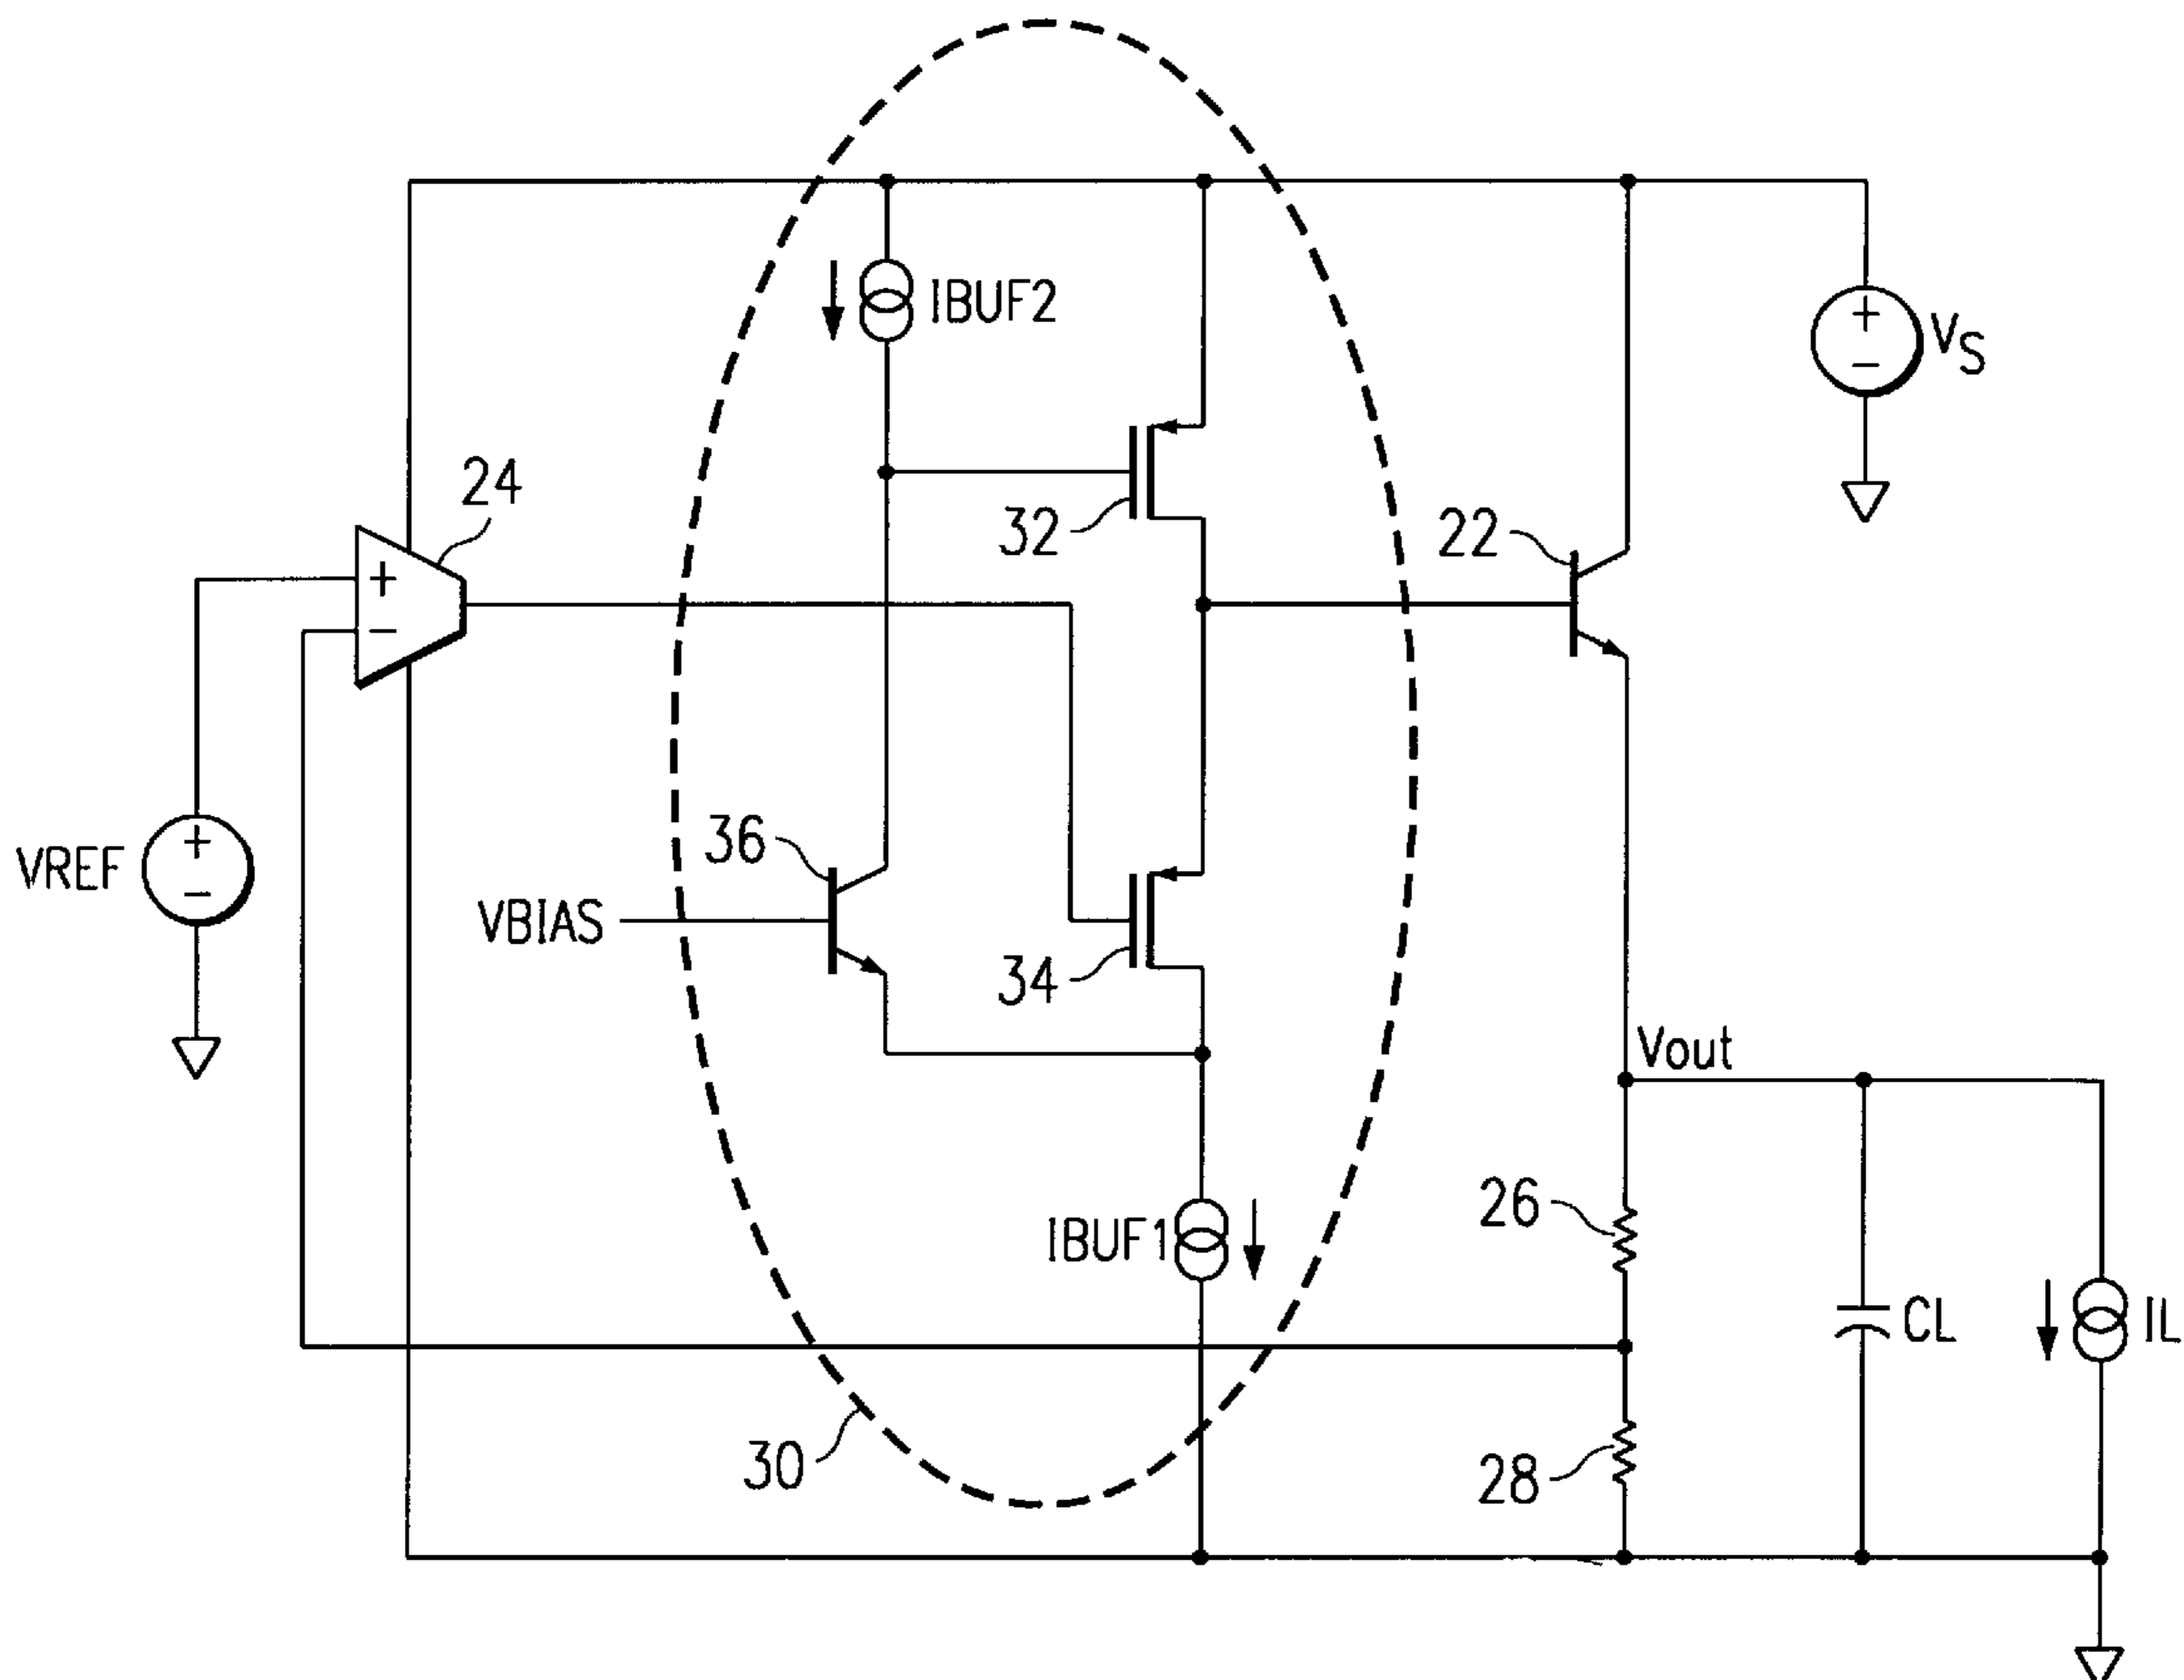 IBUF2
VS
24
+
−
32
22
+
−
36
VREF
+
−
VBIAS
34
Vout
26
IBUF1
CL
IL
30
28